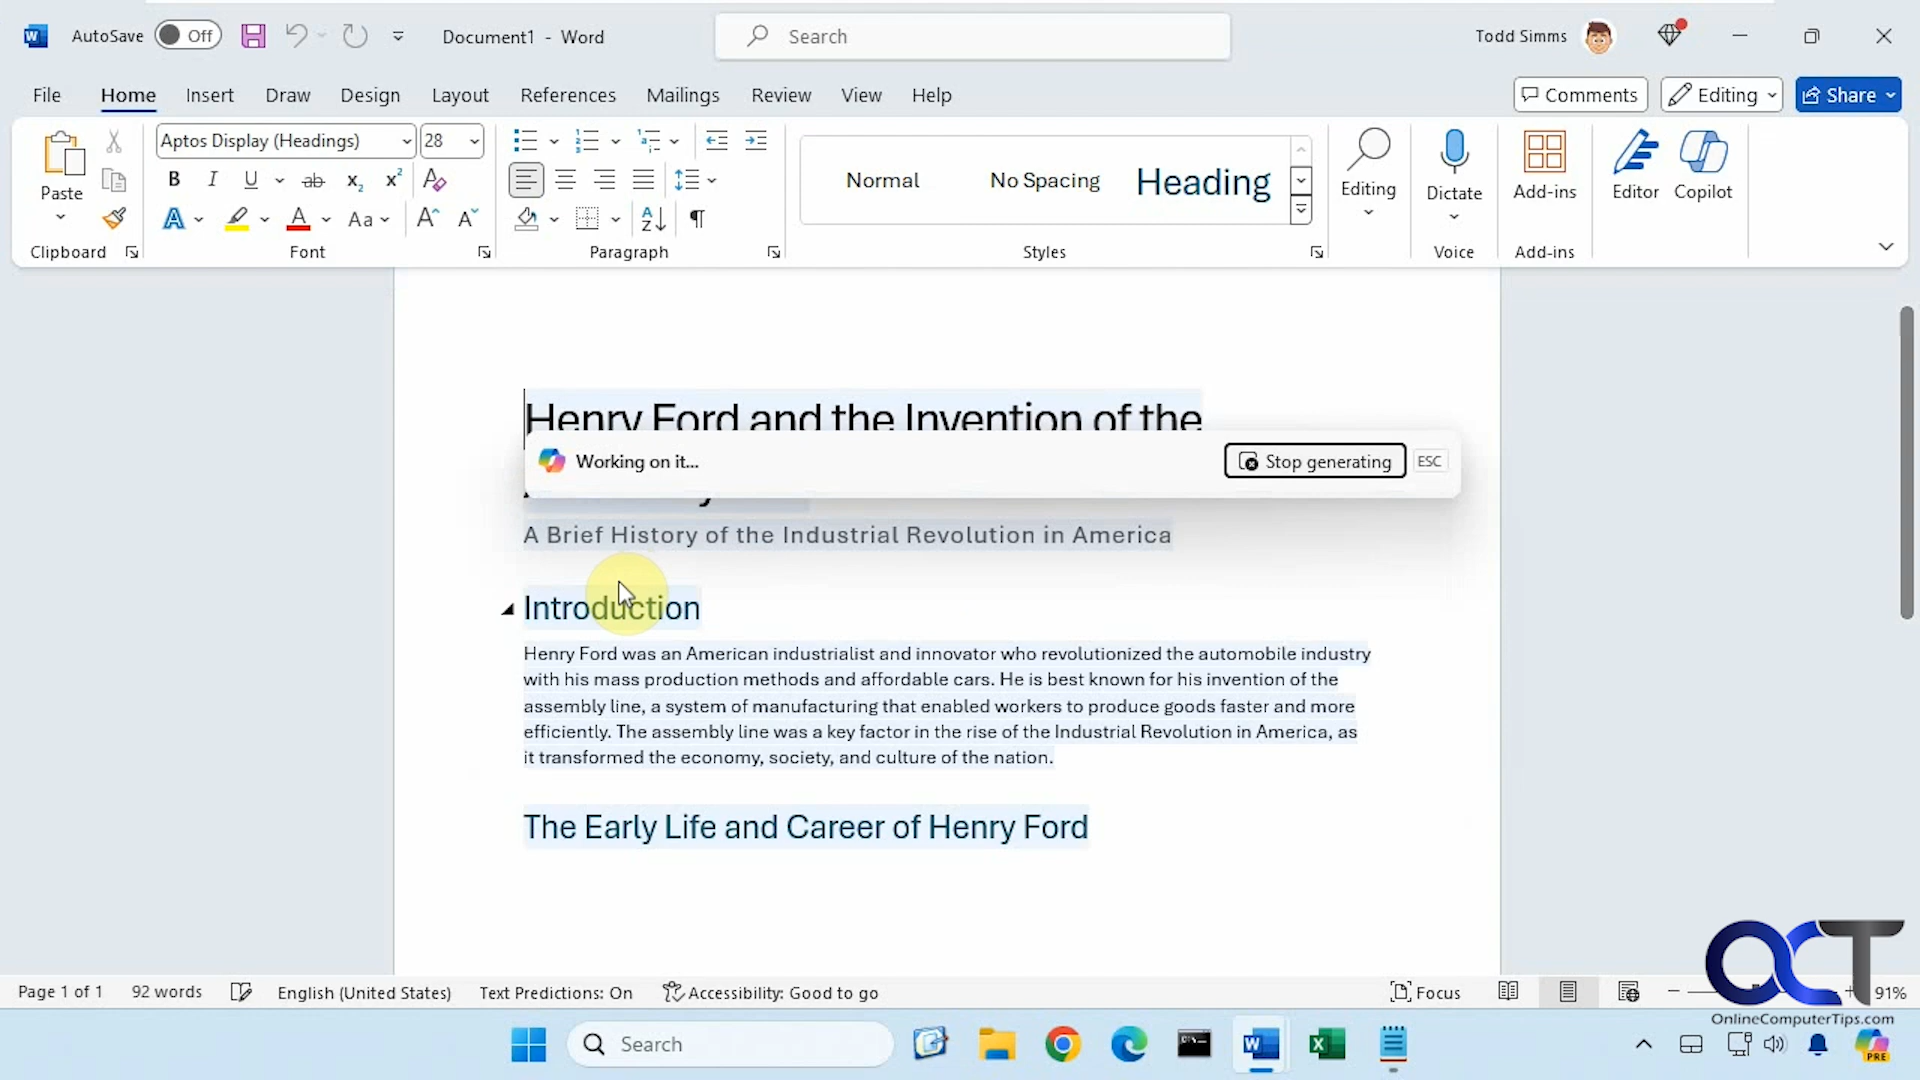 AutoSave Off Document1 - Word Search Todd Simms
File Home Insert Draw Design Layout References Mailings Review View Help Comments Editing Share
Paste Aptos Display (Headings) 28 Normal No Spacing Heading Editing Dictate Add-ins Editor Copilot
Clipboard Font Paragraph Styles Voice Add-ins
Henry Ford and the Invention of the
Working on it... Stop generating ESC
A Brief History of the Industrial Revolution in America
Introduction
Henry Ford was an American industrialist and innovator who revolutionized the automobile industry
with his mass production methods and affordable cars. He is best known for his invention of the
assembly line, a system of manufacturing that enabled workers to produce goods faster and more
efficiently. The assembly line was a key factor in the rise of the Industrial Revolution in America, as
it transformed the economy, society, and culture of the nation.
The Early Life and Career of Henry Ford
Page 1 of 1 92 words English (United States) Text Predictions: On Accessibility: Good to go Focus 91%
OCT
OnlineComputerTips.com
Search PRE